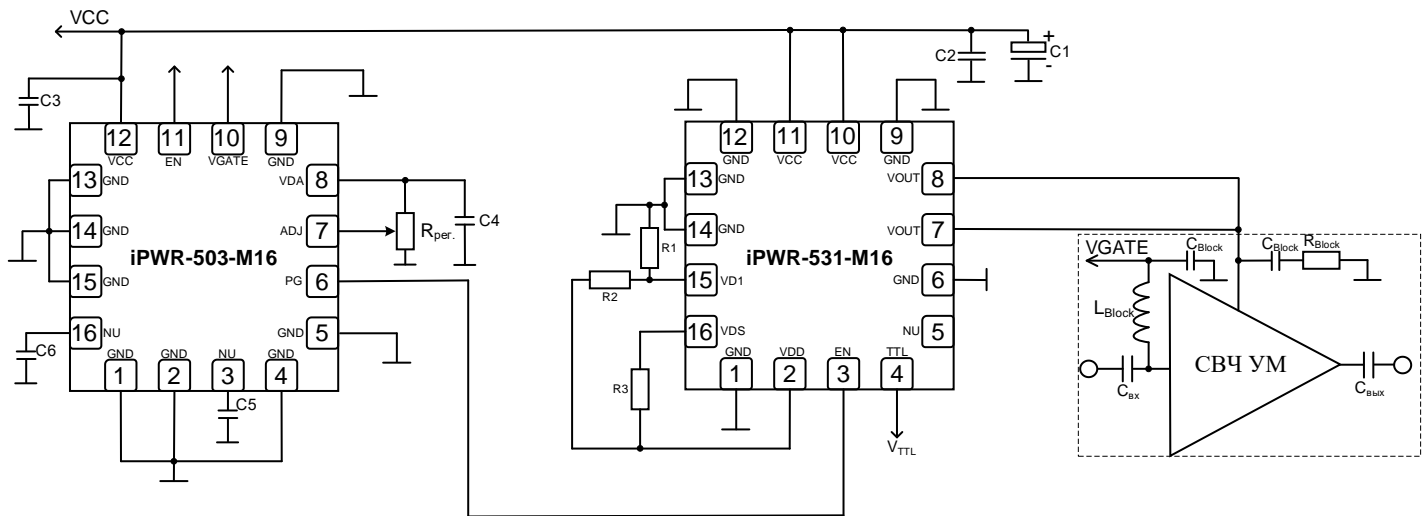 VCC
C3
C2
+
C1
-
12
11
10
9
VCC
EN
VGATE
GND
13
GND
VDA
8
14
GND
ADJ
7
iPWR-503-M16
15
GND
PG
6
16
NU
GND
5
GND
GND
NU
GND
1
2
3
4
C6
C5
Rрег.
C4
12
11
10
9
GND
VCC
VCC
GND
13
GND
VOUT
8
14
GND
VOUT
7
iPWR-531-M16
15
VD1
GND
6
16
VDS
NU
5
GND
VDD
EN
TTL
1
2
3
4
R1
R2
R3
VTTL
VGATE
CBlock
CBlock
RBlock
LBlock
СВЧ УМ
Cвх
Cвых